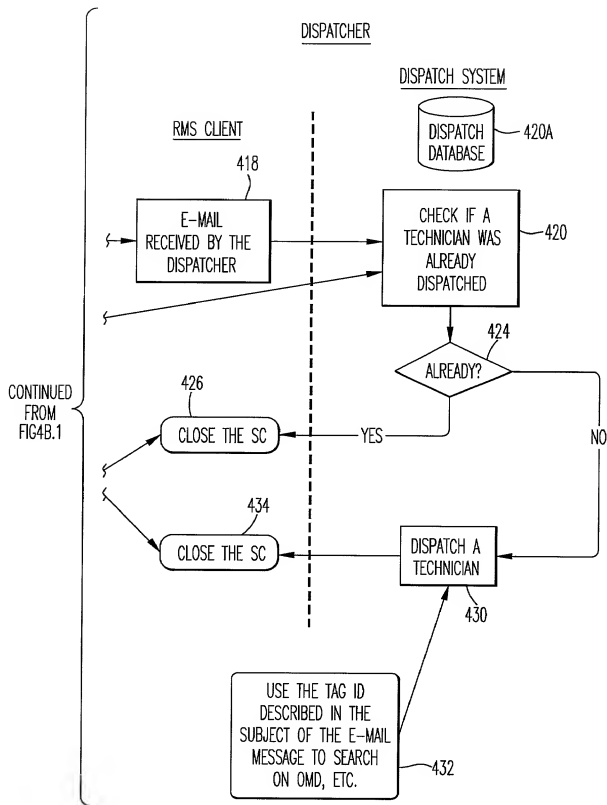 DISPATCHER
DISPATCH SYSTEM
RMS CLIENT
DISPATCH
DATABASE
420A
418
E-MAIL
RECEIVED BY THE
DISPATCHER
CHECK IF A
TECHNICIAN WAS
ALREADY
DISPATCHED
420
424
ALREADY?
CONTINUED
FROM
FIG4B.1
426
CLOSE THE SC
YES
NO
434
CLOSE THE SC
DISPATCH A
TECHNICIAN
430
USE THE TAG ID
DESCRIBED IN THE
SUBJECT OF THE E-MAIL
MESSAGE TO SEARCH
ON OMD, ETC.
432